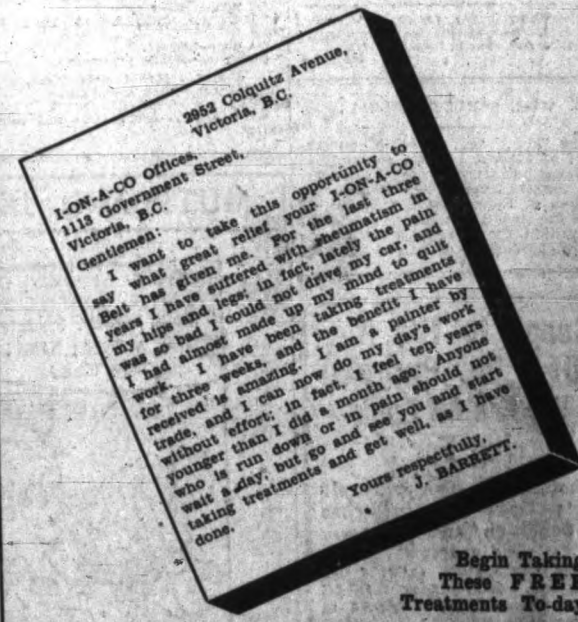 2952 Colquitz Avenue,
Victoria, B.C.
I-ON-A-CO Offices,
1113 Government Street,
Victoria, B.C.
Gentlemen:
I want to take this opportunity to
say what great relief your I-ON-A-CO
Belt has given me. For the last three
years I have suffered with rheumatism in
my hips and legs, in fact, lately the pain
was so bad I could not drive my car, and
I had almost made up my mind to quit
work. I have been taking treatments
for three weeks, and the benefit I have
received is amazing. I am a painter by
trade, and I can now do my day's work
without effort; in fact, I feel ten years
younger than I did a month ago. Anyone
who is run down or in pain should not
wait a day; but go and see you and start
taking treatments and get well, as I have
done.
Yours respectfully,
J. BARRETT.
Begin Taking
These FREE
Treatments To-day